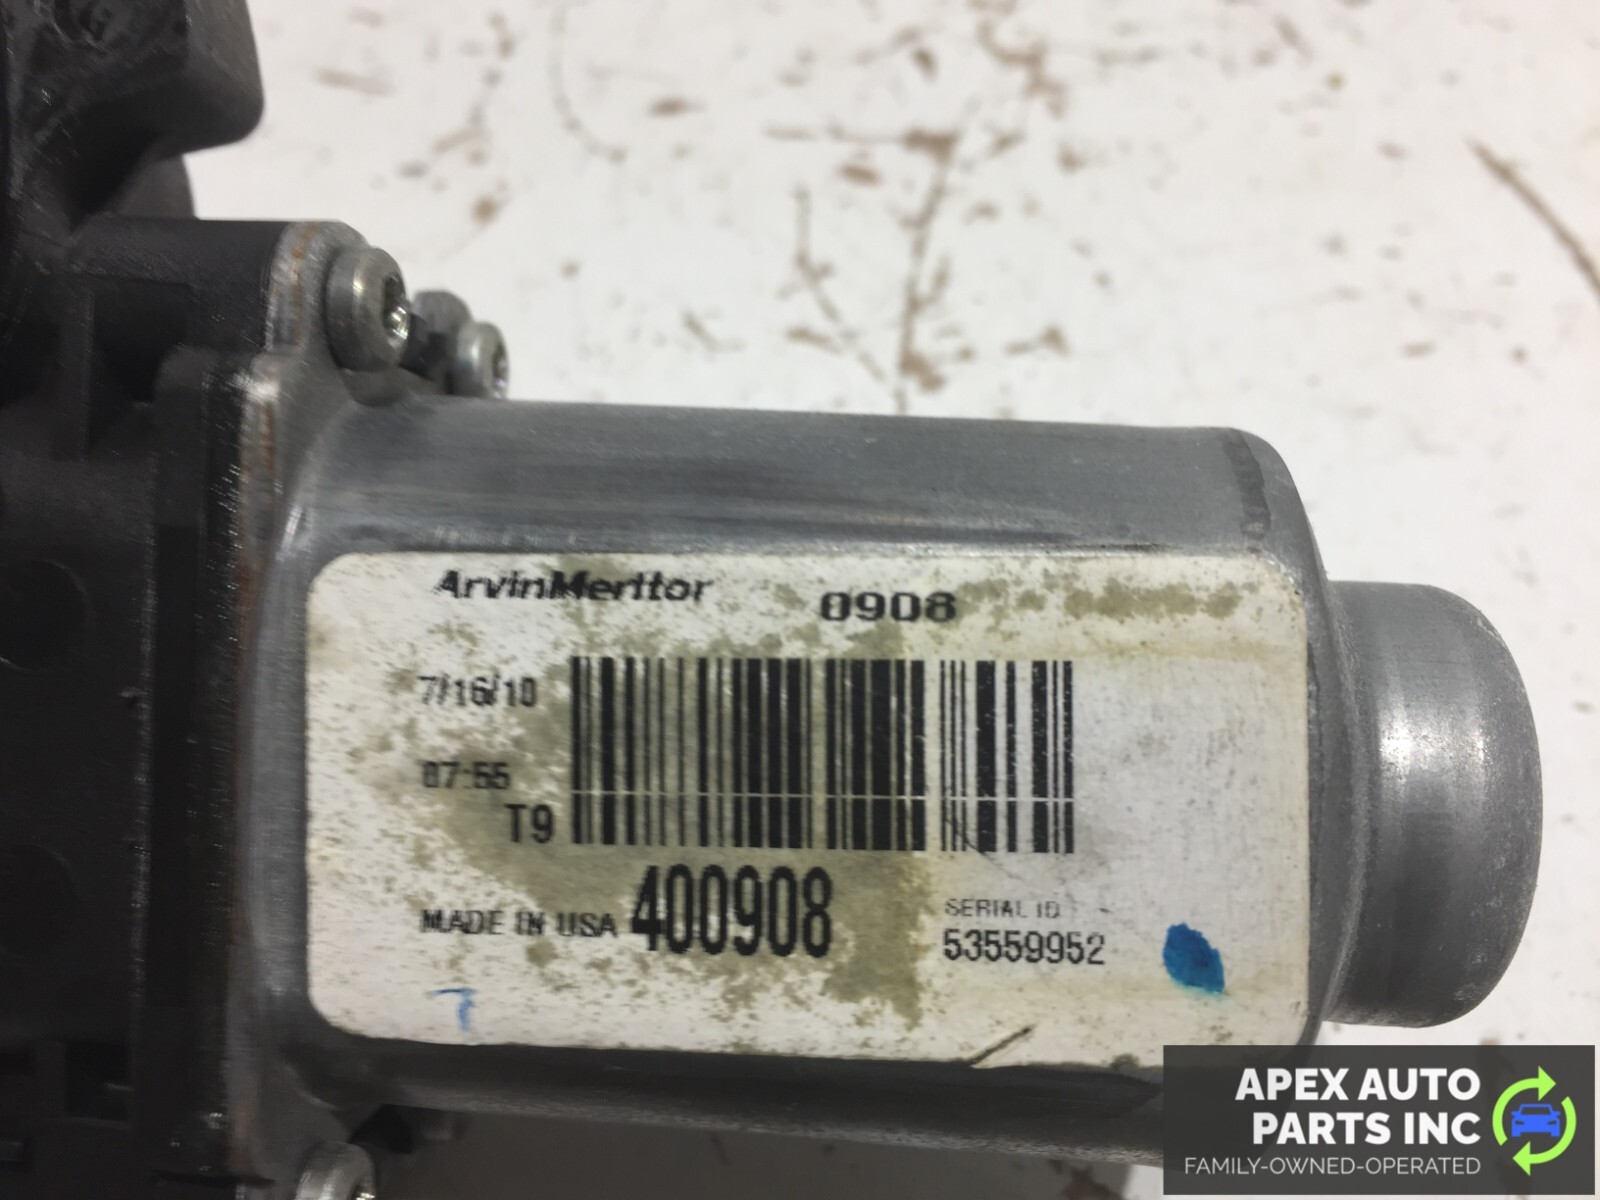 ArvinMeritor 0908
7/16/10
07:55
T9
MADE IN USA 400908
SERIAL ID
53559952
7
APEX AUTO
PARTS INC
FAMILY-OWNED-OPERATED